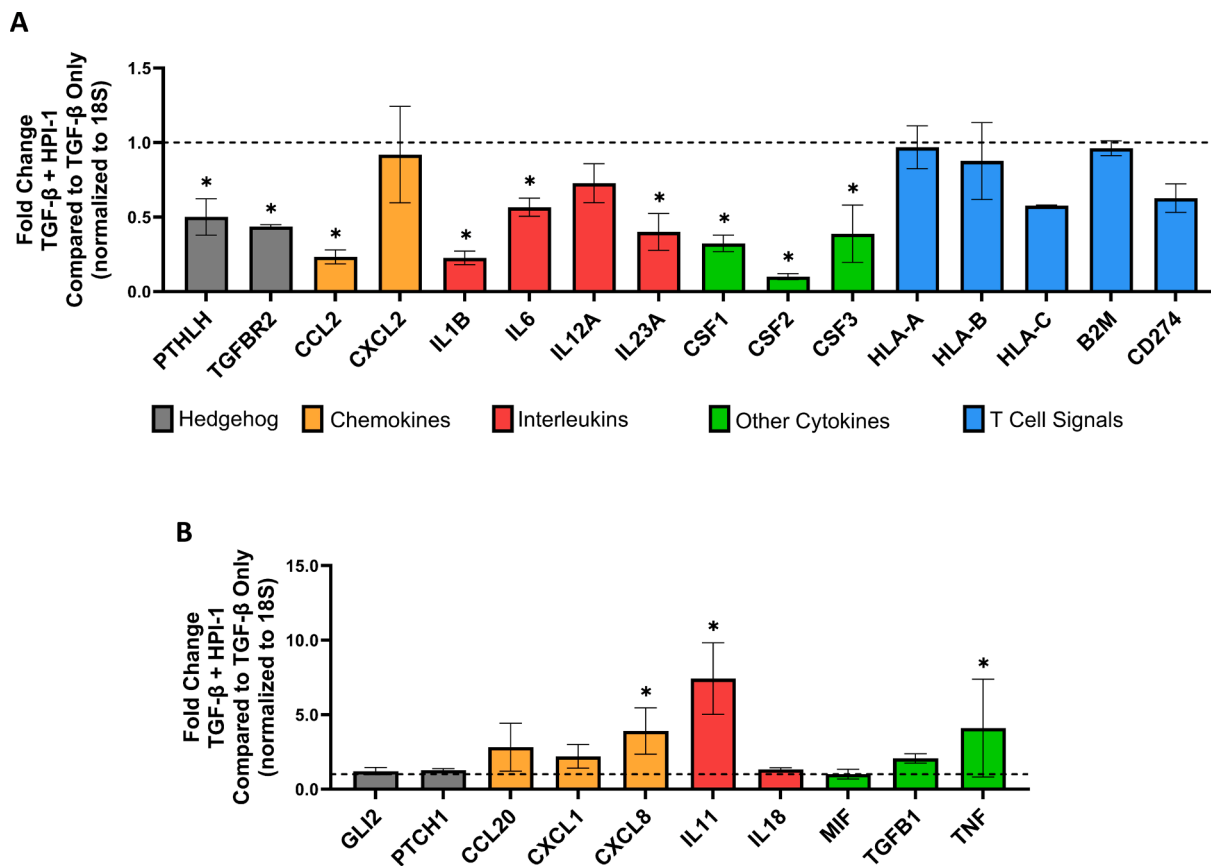 A
Fold Change
TGF-β + HPI-1
Compared to TGF-β Only
(normalized to 18S)
1.5
1.0
0.5
0.0
* * * * * * * * *
PTHLH TGFBR2 CCL2 CXCL2 IL1B IL6 IL12A IL23A CSF1 CSF2 CSF3 HLA-A HLA-B HLA-C B2M CD274
Hedgehog Chemokines Interleukins Other Cytokines T Cell Signals
B
Fold Change
TGF-β + HPI-1
Compared to TGF-β Only
(normalized to 18S)
15.0
10.0
5.0
0.0
* * *
GLI2 PTCH1 CCL20 CXCL1 CXCL8 IL11 IL18 MIF TGFB1 TNF